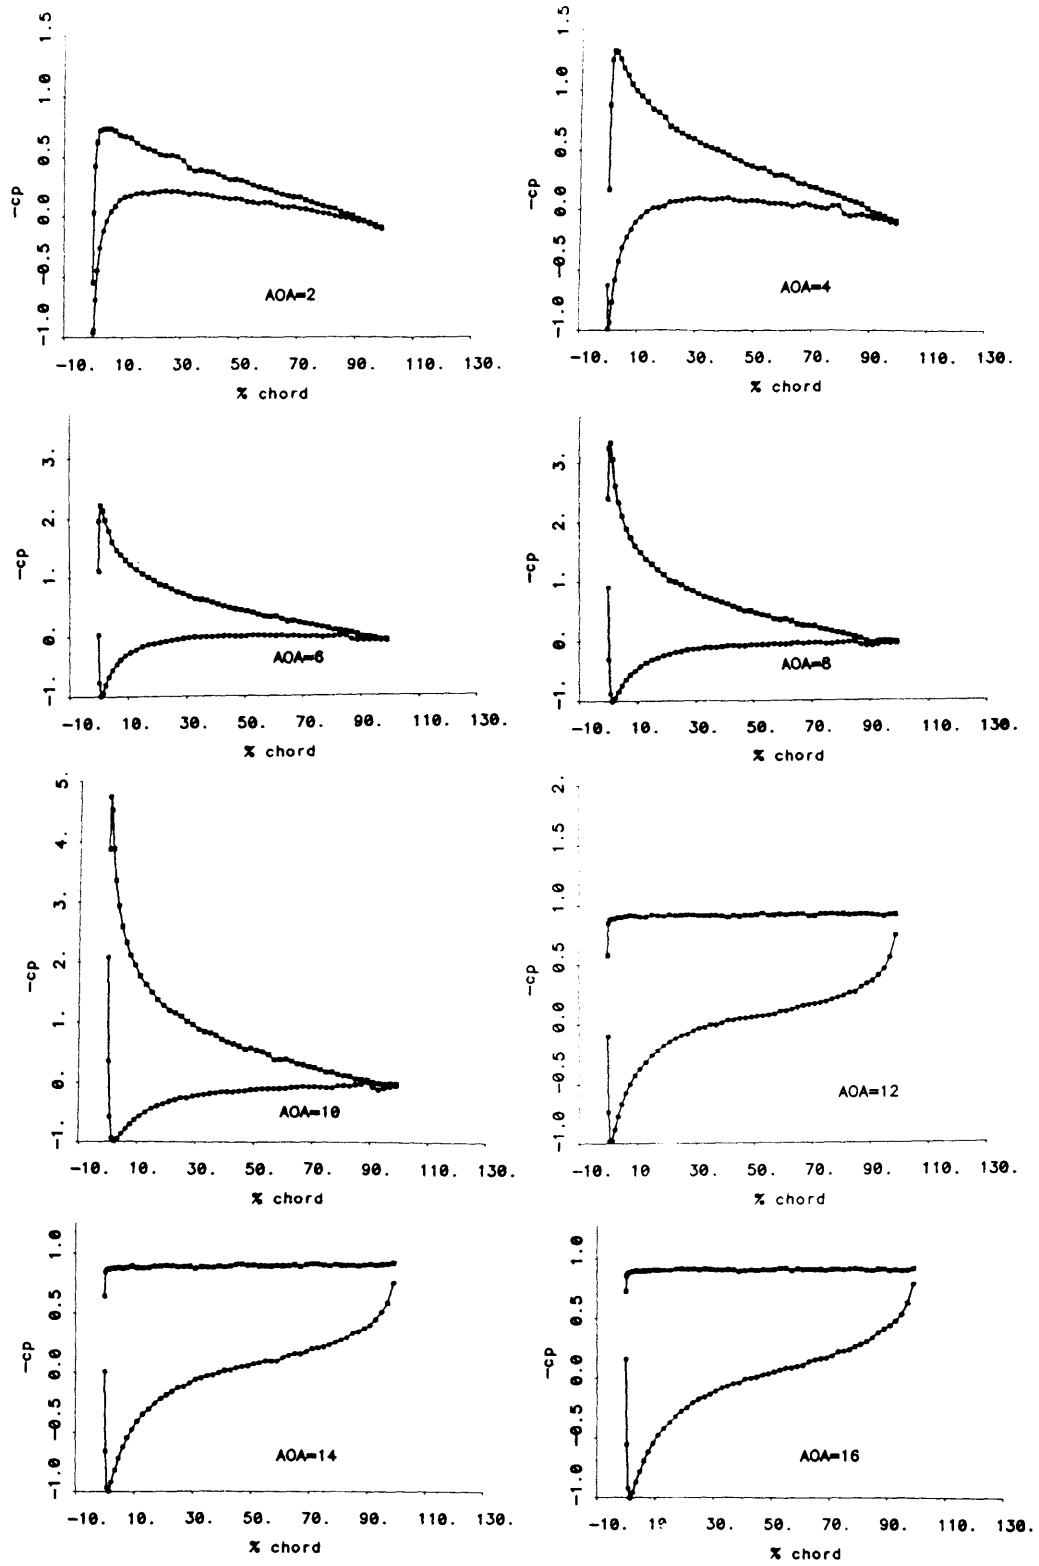 1.5
1.0
0.5
0.0
-0.5
-1.0
-cp
AOA=2
-10. 10. 30. 50. 70. 90. 110. 130.
% chord
1.5
1.0
0.5
0.0
-0.5
-1.0
-cp
AOA=4
-10. 10. 30. 50. 70. 90. 110. 130.
% chord
3.
2.
1.
0.
-1.
-cp
AOA=6
-10. 10. 30. 50. 70. 90. 110. 130.
% chord
3.
2.
1.
0.
-1.
-cp
AOA=8
-10. 10. 30. 50. 70. 90. 110. 130.
% chord
5.
4.
3.
2.
1.
0.
-1.
-cp
AOA=10
-10. 10. 30. 50. 70. 90. 110. 130.
% chord
2.
1.5
1.0
0.5
0.0
-0.5
-1.0
-cp
AOA=12
-10. 10 30. 50. 70. 90. 110. 130.
% chord
1.0
0.5
0.0
-0.5
-1.0
-cp
AOA=14
-10. 10. 30. 50. 70. 90. 110. 130.
% chord
1.0
0.5
0.0
-0.5
-1.0
-cp
AOA=16
-10. 30. 50. 70. 90. 110. 130.
% chord